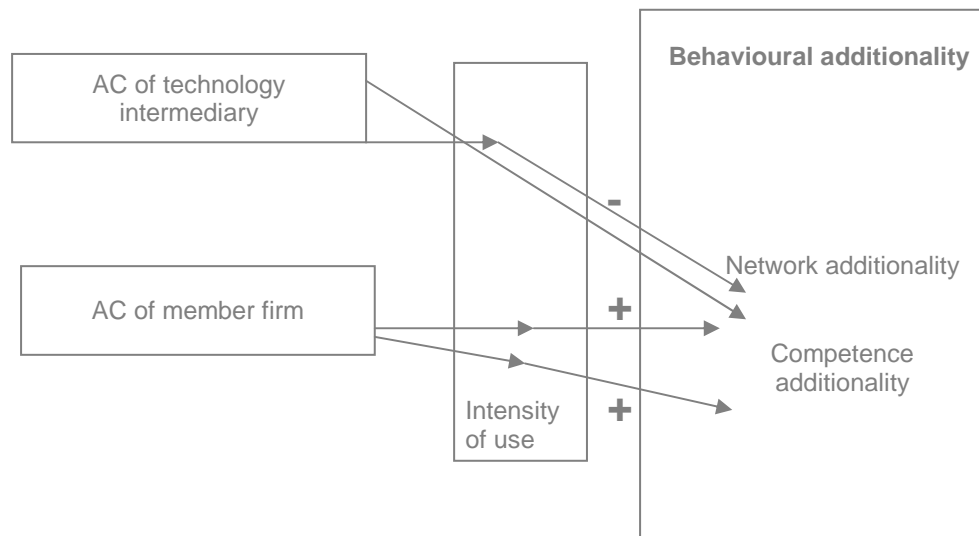 Behavioural additionality
AC of technology
intermediary
-
Network additionality
AC of member firm
+
Competence
additionality
+
Intensity
of use